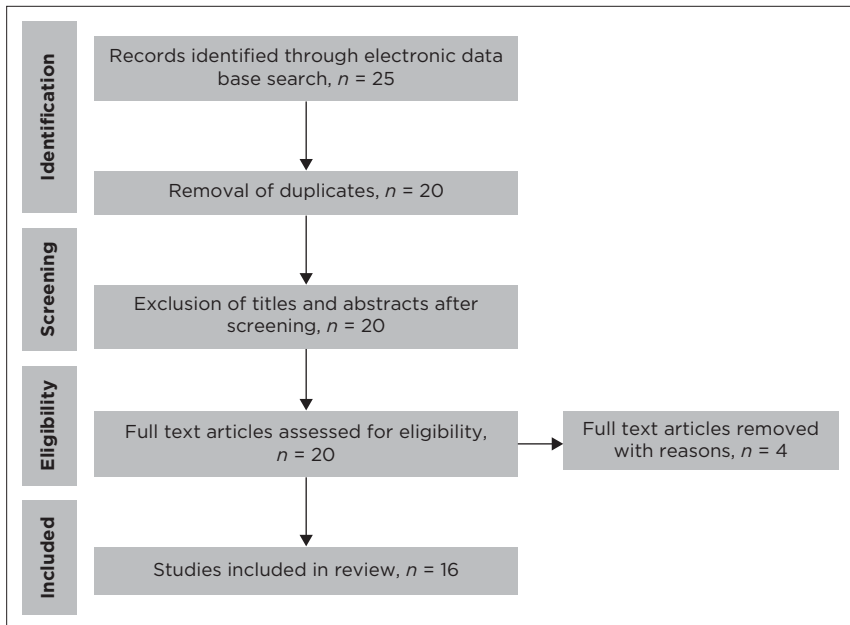 Identification
Records identified through electronic data
base search, n = 25
Removal of duplicates, n = 20
Screening
Exclusion of titles and abstracts after
screening, n = 20
Eligibility
Full text articles assessed for eligibility,
n = 20
Full text articles removed
with reasons, n = 4
Included
Studies included in review, n = 16